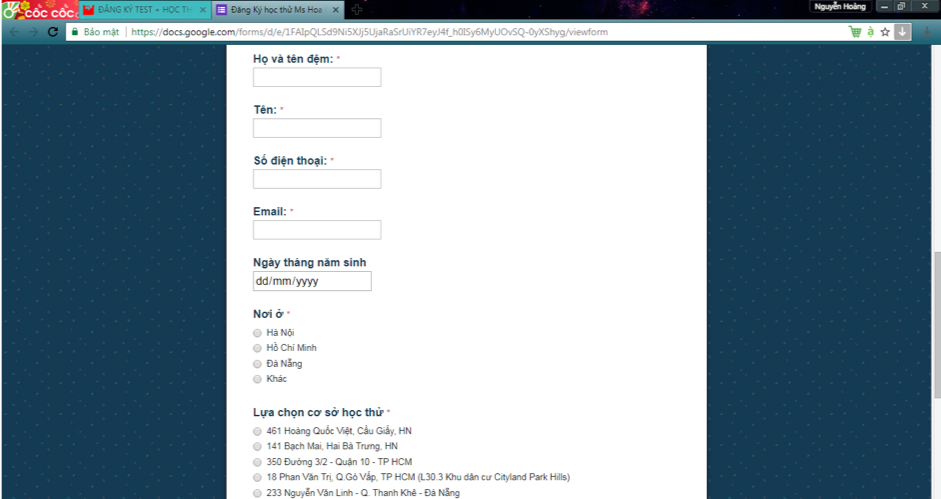 cốc cốc
ĐĂNG KÝ TEST + HỌC TH
Đăng Ký học thử Ms Hoa
Nguyễn Hoàng
Bảo mật
https://docs.google.com/forms/d/e/1FAIpQLSd9Ni5XJj5UjaRaSrUiYR7eyJ4f_h0ISy6MyUOvSQ-0yXShyg/viewform
Họ và tên đệm: *
Tên: *
Số điện thoại: *
Email: *
Ngày tháng năm sinh
dd/mm/yyyy
Nơi ở *
Hà Nội
Hồ Chí Minh
Đà Nẵng
Khác
Lựa chọn cơ sở học thử *
461 Hoàng Quốc Việt, Cầu Giấy, HN
141 Bạch Mai, Hai Bà Trưng, HN
350 Đường 3/2 - Quận 10 - TP HCM
18 Phan Văn Trị, Q.Gò Vấp, TP HCM (L30.3 Khu dân cư Cityland Park Hills)
233 Nguyễn Văn Linh - Q. Thanh Khê - Đà Nẵng